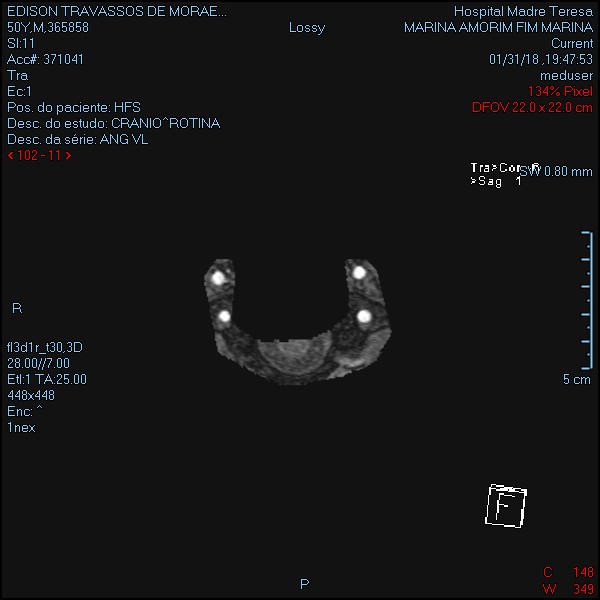 EDISON TRAVASSOS DE MORAE...
50Y,M,365858
Sl:11
Acc#: 371041
Tra
Ec:1
Pos. do paciente: HFS
Desc. do estudo: CRANIO^ROTINA
Desc. da série: ANG VL
< 102 - 11 >
Lossy
Hospital Madre Teresa
MARINA AMORIM FIM MARINA
Current
01/31/18 ,19:47:53
meduser
134% Pixel
DFOV 22.0 x 22.0 cm
Tra>Cor
SW 0.80 mm
>Sag 1
R
fl3d1r_t30,3D
28.00//7.00
Etl:1 TA:25.00
448x448
Enc: ^
1nex
5 cm
F
P
C 148
W 349